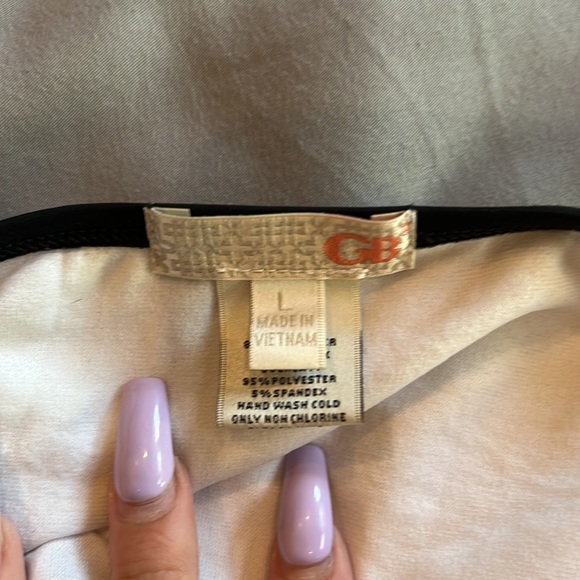 GB
L
MADE IN
VIETNAM
95% POLYESTER
5% SPANDEX
HAND WASH COLD
ONLY NON CHLORINE